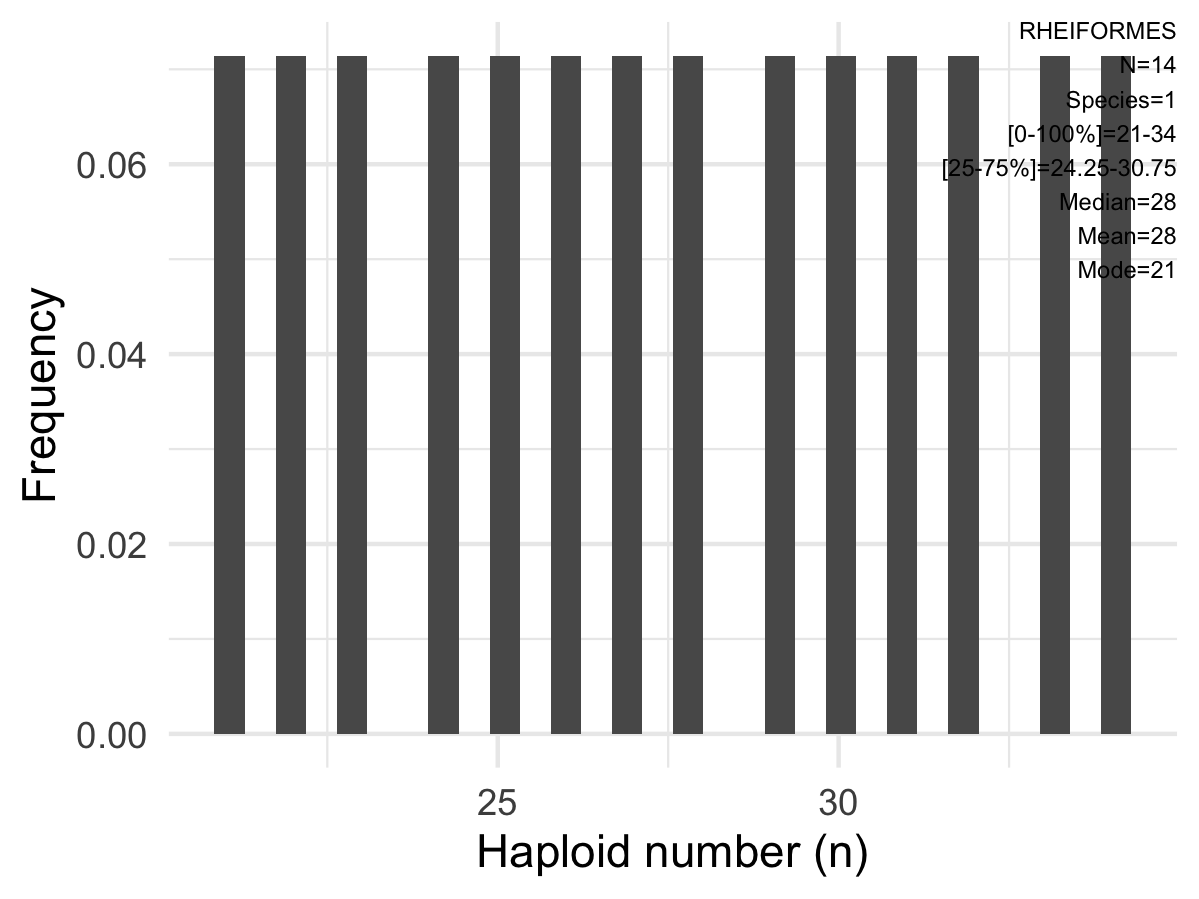 RHEIFORMES
N=14
Species=1
[0-100%]=21-34
[25-75%]=24.25-30.75
Median=28
Mean=28
Mode=21
Frequency
0.06
0.04
0.02
0.00
25 30
Haploid number (n)